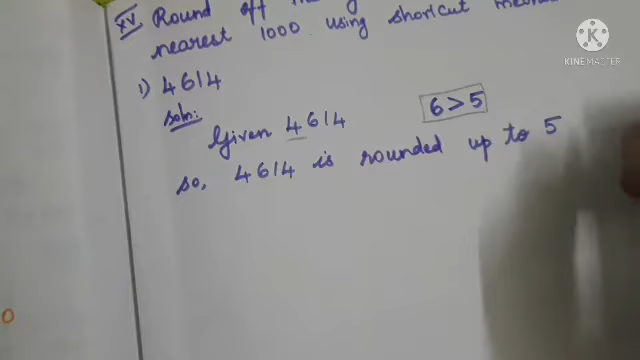 XV Round off
nearest 1000 using shortcut
1) 4614
Soln:
Given 4614
6 > 5
so, 4614 is rounded up to 5
K
KINEMASTER
0